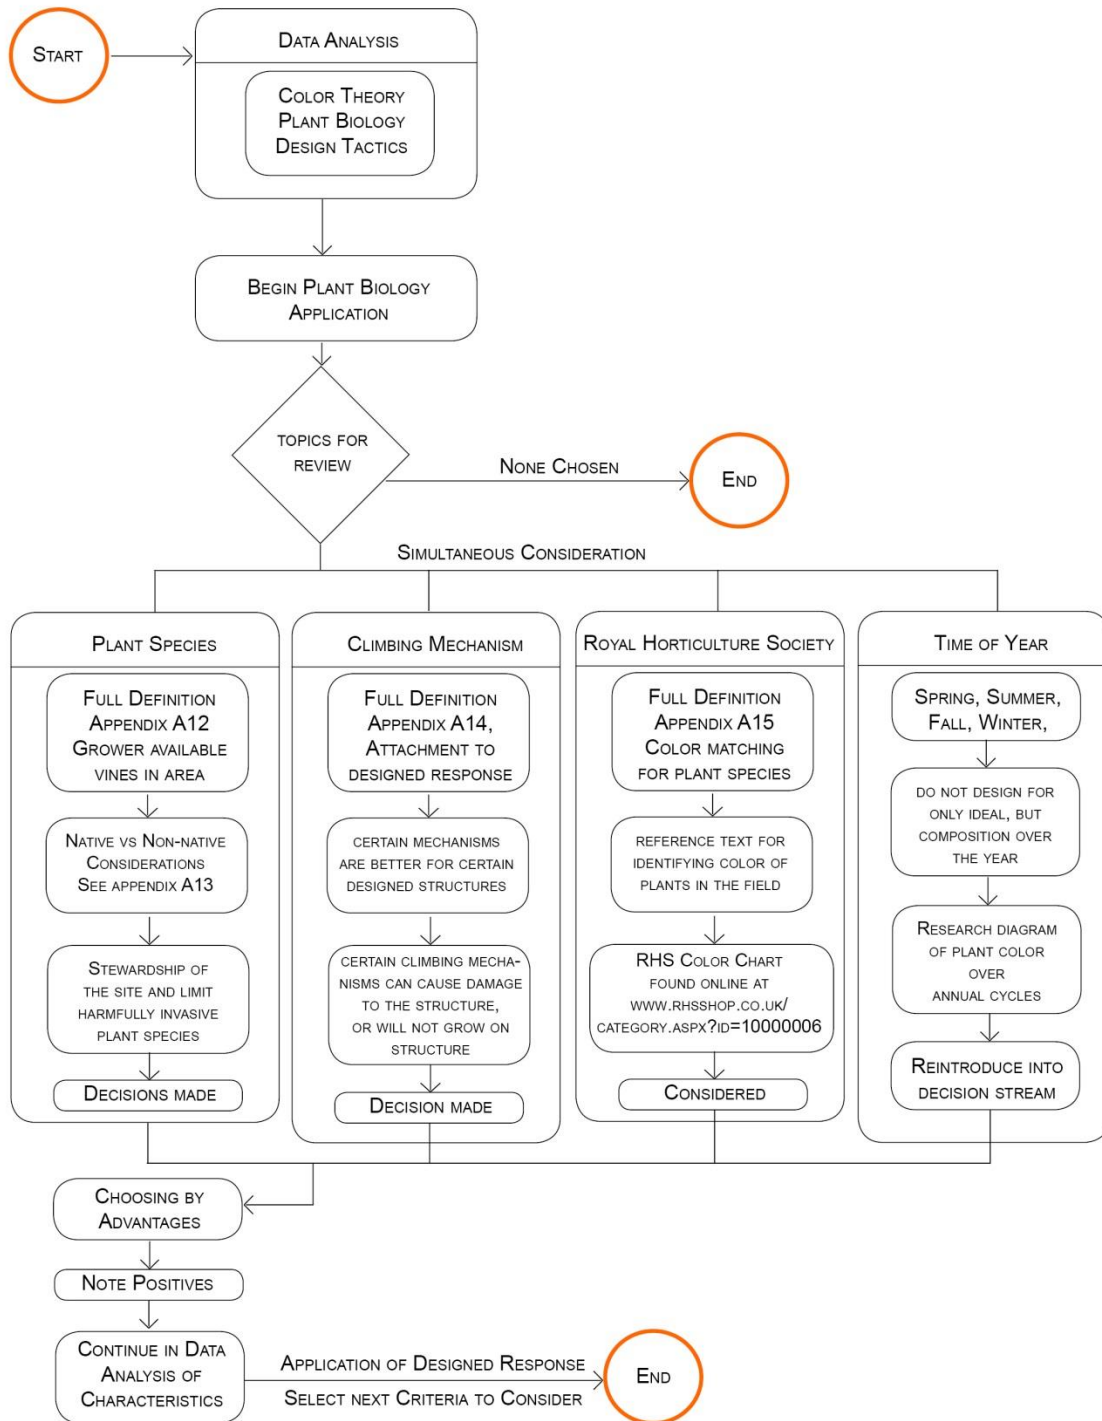 Start
Data Analysis
Color Theory
Plant Biology
Design Tactics
Begin Plant Biology
Application
topics for
review
None Chosen
End
Simultaneous Consideration
Plant Species
Full Definition
Appendix A12
Grower available
vines in area
Native vs Non-native
Considerations
See appendix A13
Stewardship of
the site and limit
harmfully invasive
plant species
Decisions made
Climbing Mechanism
Full Definition
Appendix A14,
Attachment to
designed response
certain mechanisms
are better for certain
designed structures
certain climbing mecha-
nisms can cause damage
to the structure,
or will not grow on
structure
Decision made
Royal Horticulture Society
Full Definition
Appendix A15
Color matching
for plant species
reference text for
identifying color of
plants in the field
RHS Color Chart
found online at
www.rhsshop.co.uk/
category.aspx?id=10000006
Considered
Time of Year
Spring, Summer,
Fall, Winter,
do not design for
only ideal, but
composition over
the year
Research diagram
of plant color
over
annual cycles
Reintroduce into
decision stream
Choosing by
Advantages
Note Positives
Continue in Data
Analysis of
Characteristics
Application of Designed Response
Select next Criteria to Consider
End